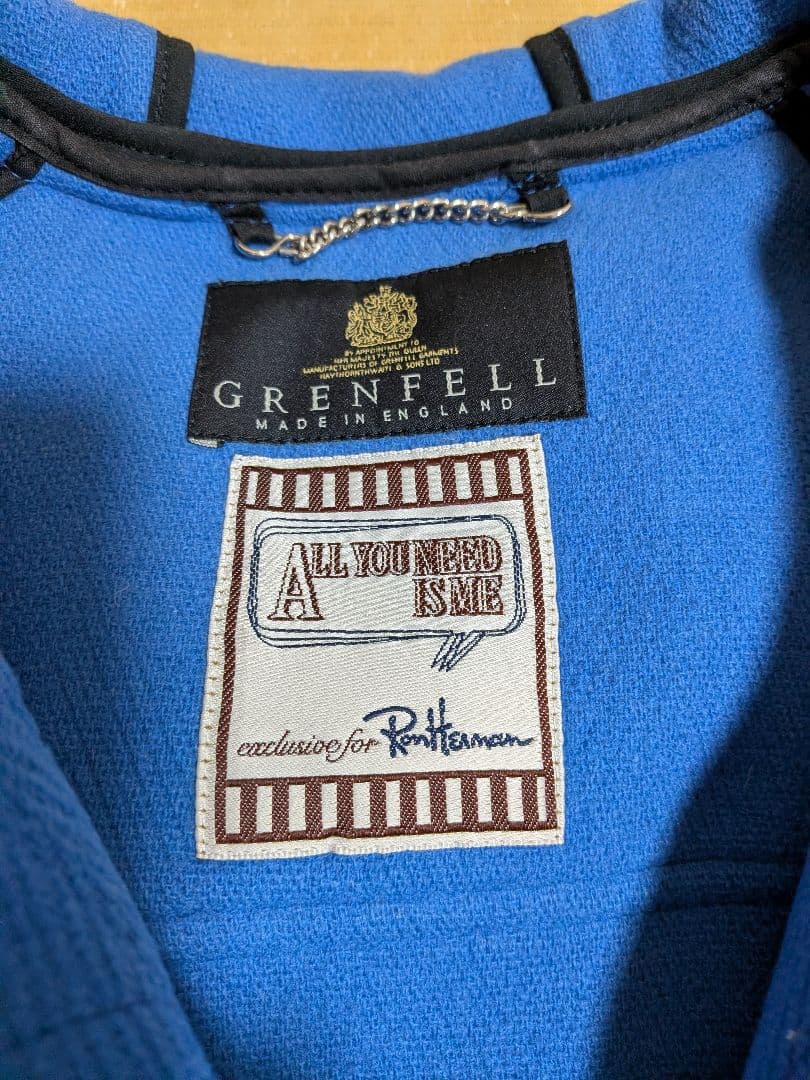 BY APPOINTMENT TO
HER MAJESTY THE QUEEN
MANUFACTURERS OF GRENFELL GARMENTS
HAYTHORNTHWAITE & SONS LTD
GRENFELL
MADE IN ENGLAND
ALL YOU NEED
IS ME
exclusive for Ron Herman